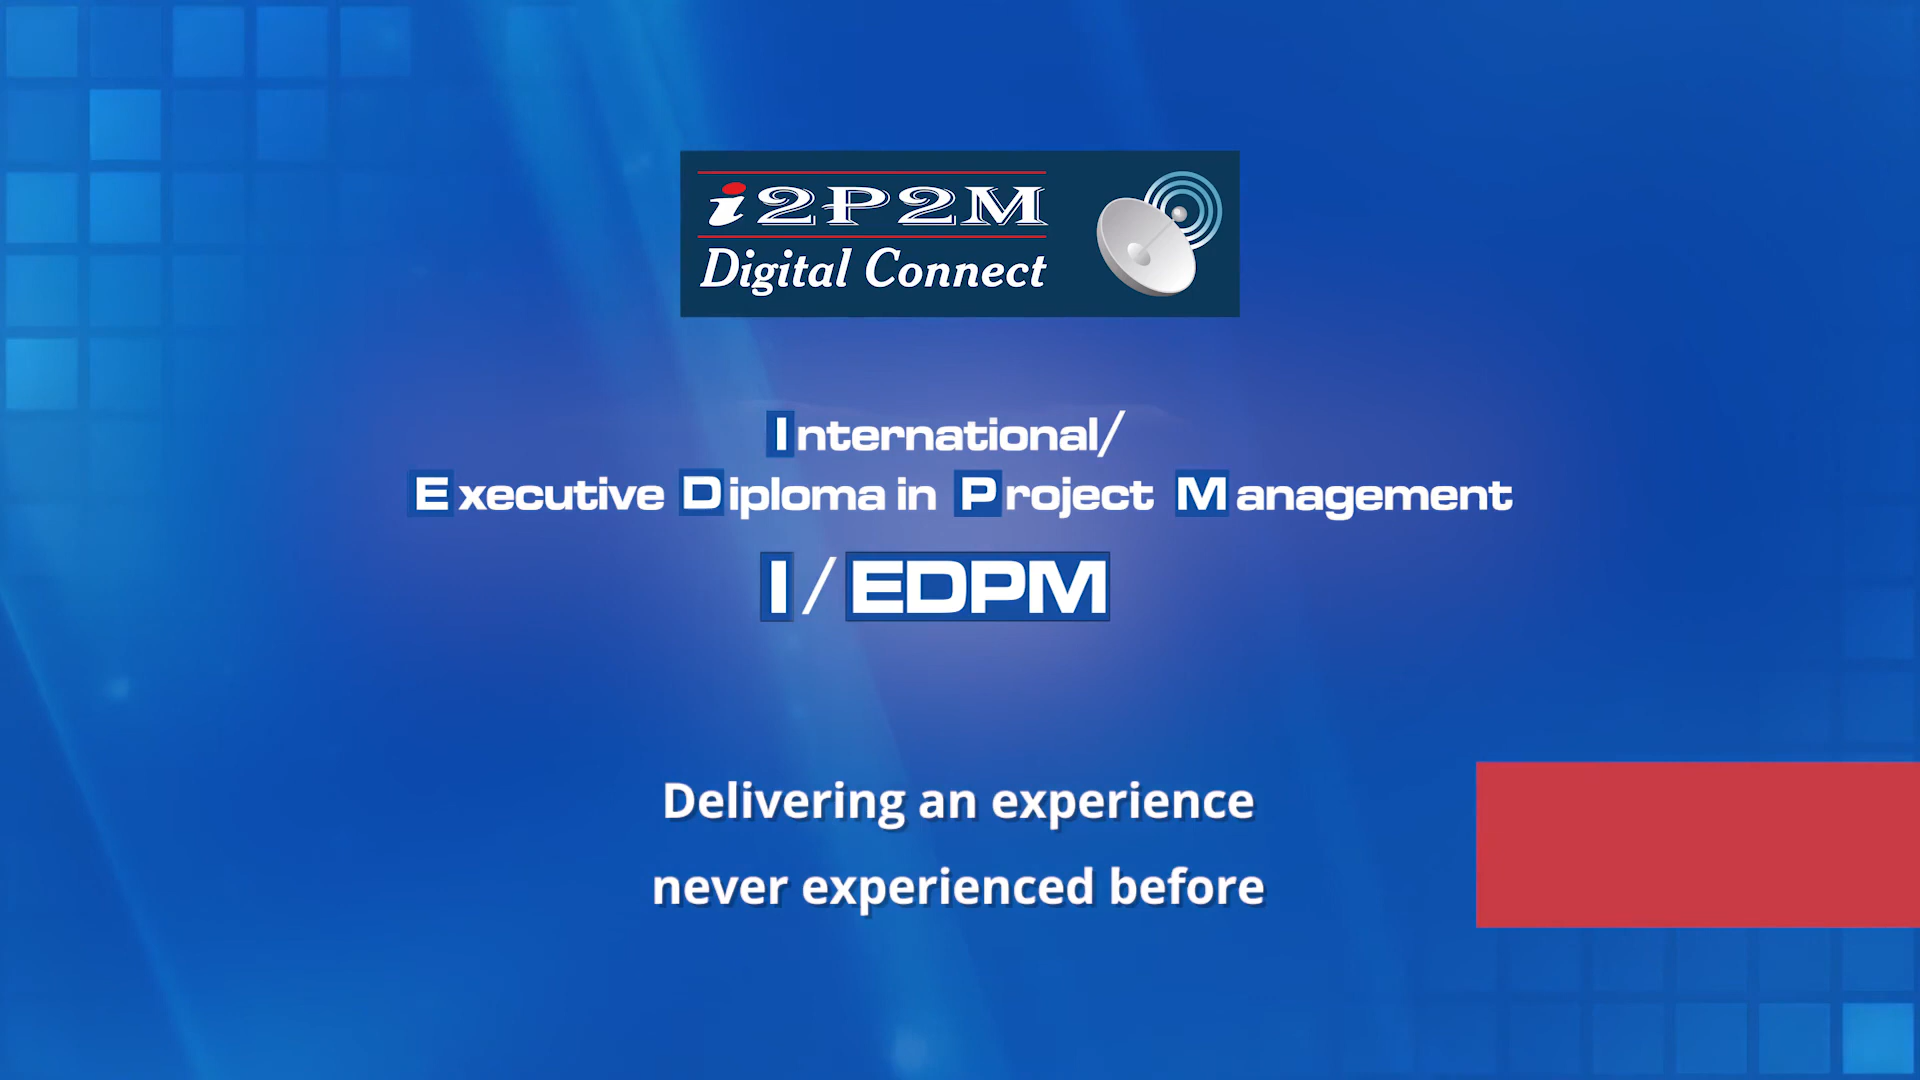 i2P2M
Digital Connect
International/
Executive Diploma in Project Management
I/EDPM
Delivering an experience
never experienced before